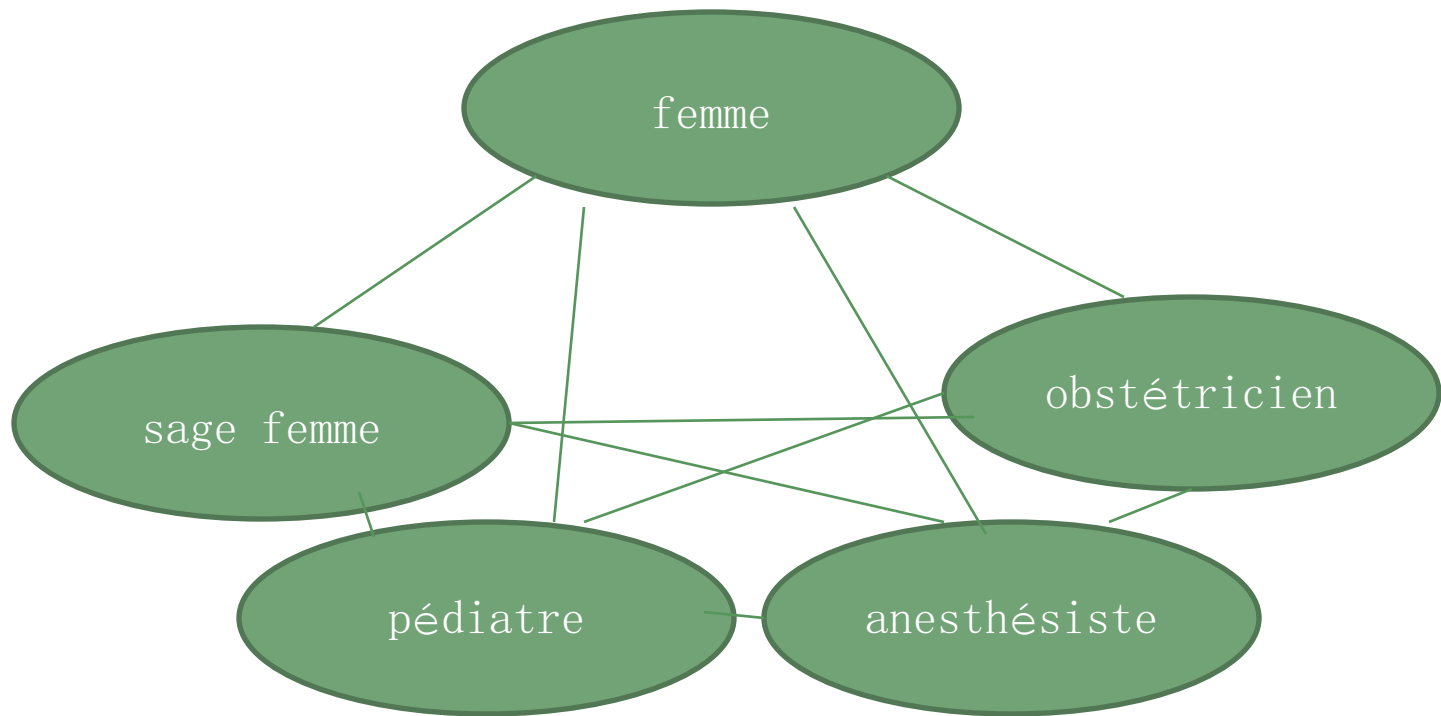 femme
obstétricien
sage femme
pédiatre
anesthésiste